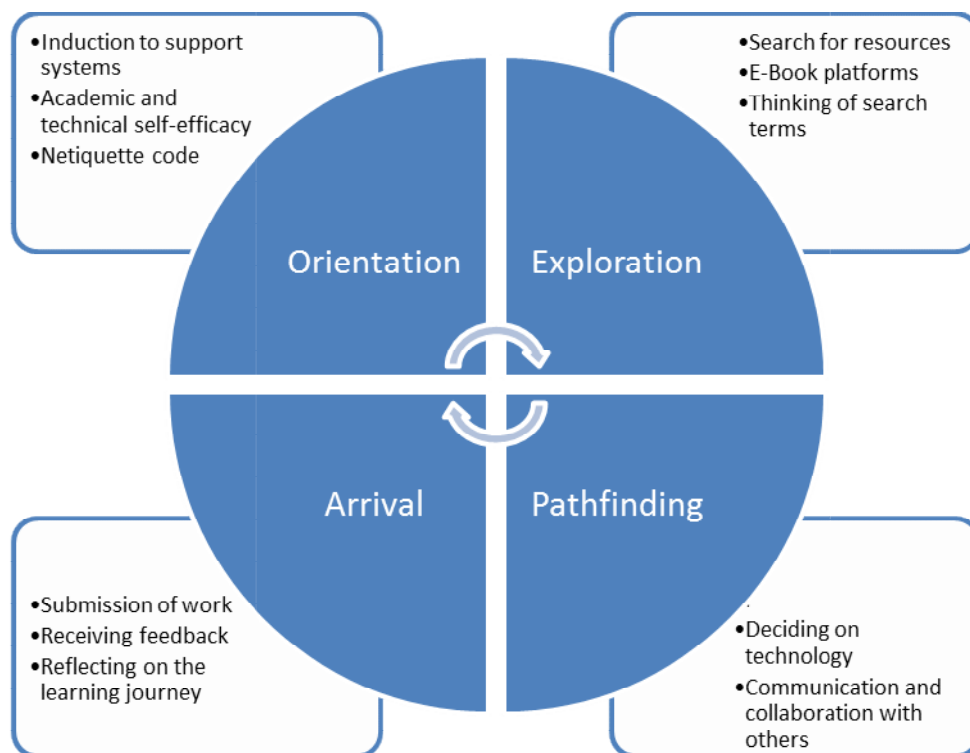 •Induction to support
systems
•Academic and
technical self-efficacy
•Netiquette code
•Search for resources
•E-Book platforms
•Thinking of search
terms
Orientation
Exploration
Arrival
Pathfinding
•Submission of work
•Receiving feedback
•Reflecting on the
learning journey
.
•Deciding on
technology
•Communication and
collaboration with
others